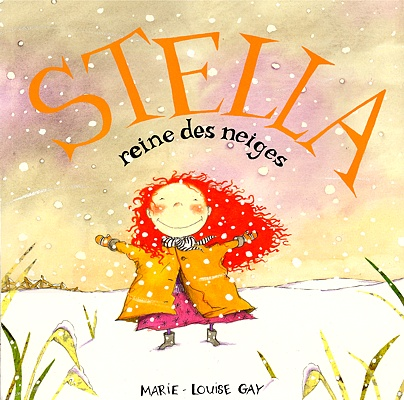 STELLA
reine des neiges
MARIE-LOUISE GAY